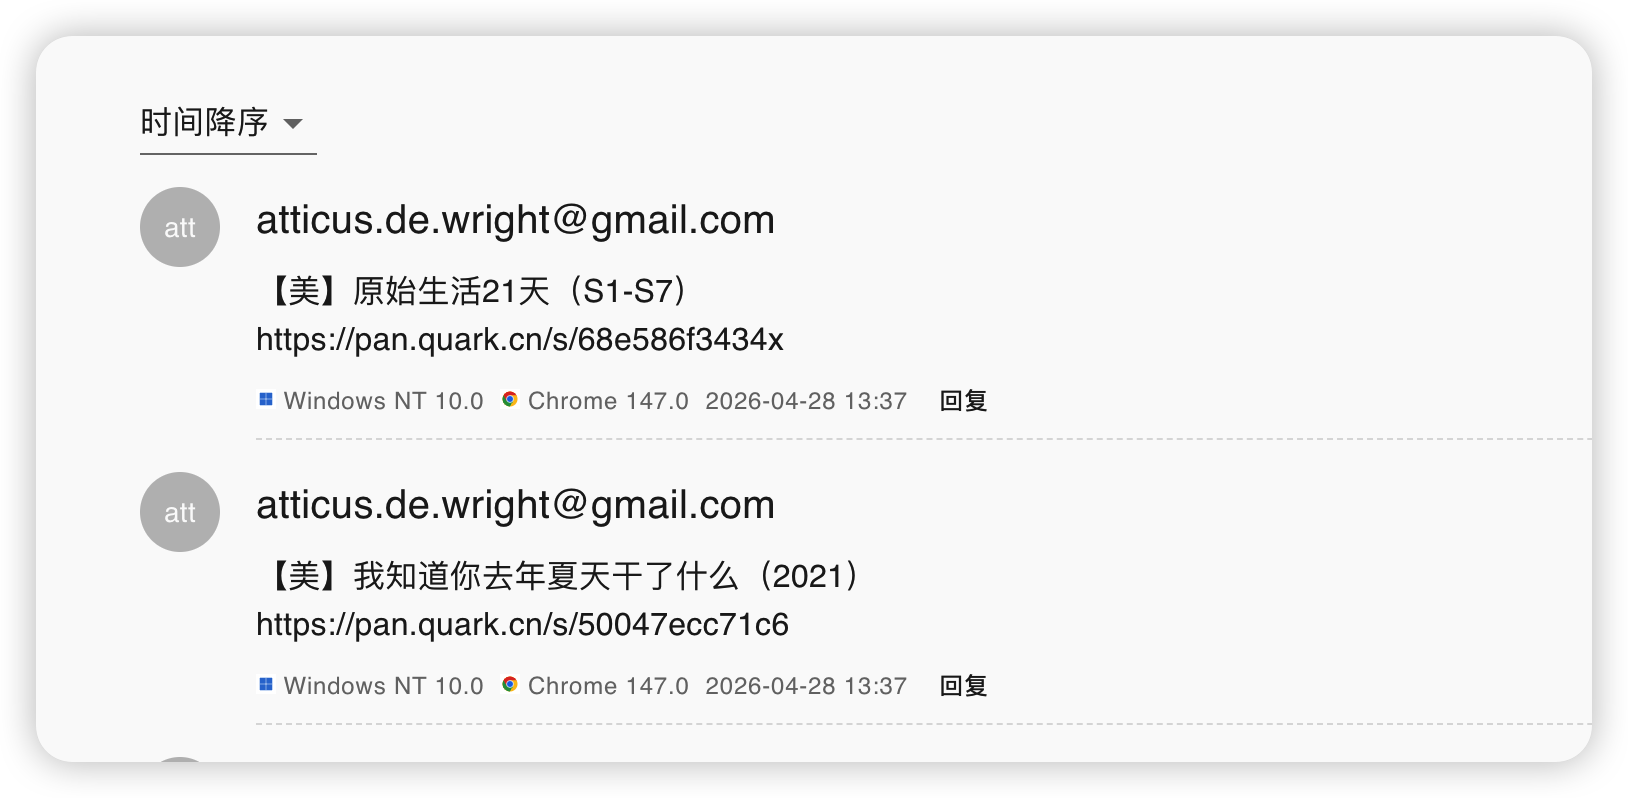 时间降序
att
atticus.de.wright@gmail.com
【美】原始生活21天（S1-S7）
https://pan.quark.cn/s/68e586f3434x
Windows NT 10.0 Chrome 147.0 2026-04-28 13:37 回复
att
atticus.de.wright@gmail.com
【美】我知道你去年夏天干了什么（2021）
https://pan.quark.cn/s/50047ecc71c6
Windows NT 10.0 Chrome 147.0 2026-04-28 13:37 回复